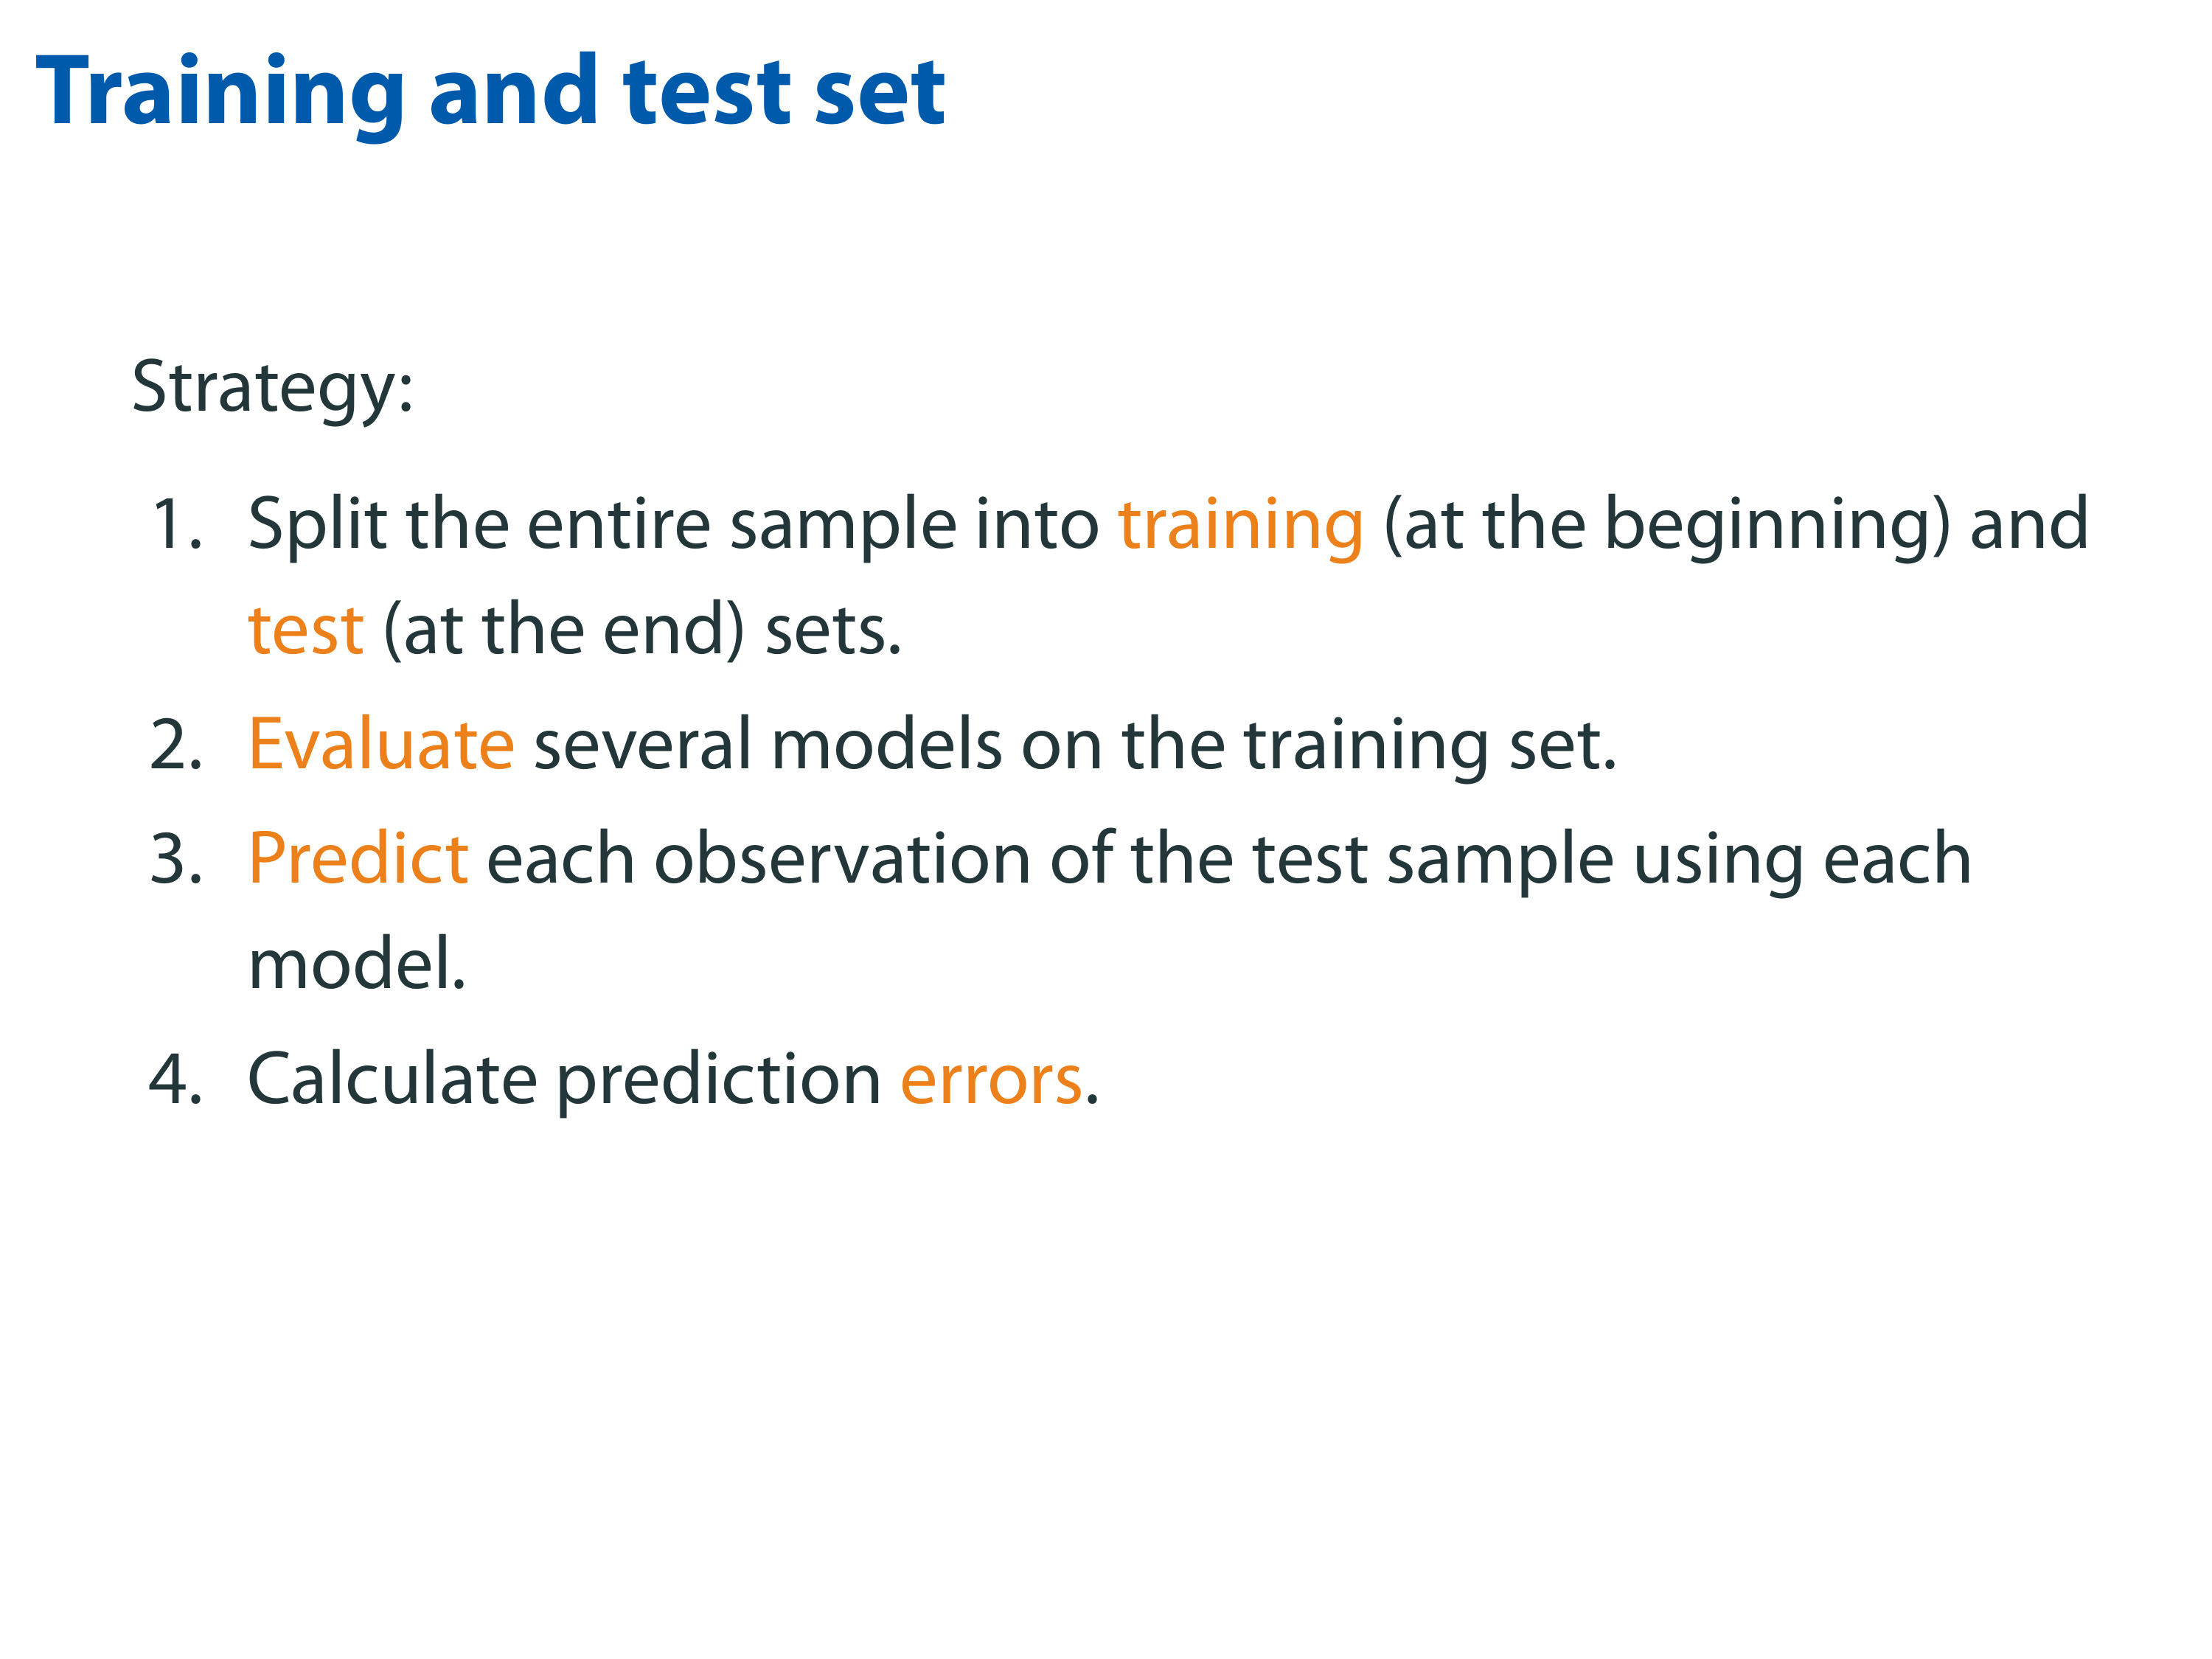 Training and test set
Strategy:
1. Split the entire sample into training (at the beginning) and
test (at the end) sets.
2. Evaluate several models on the training set.
3. Predict each observation of the test sample using each
model.
4. Calculate prediction errors.